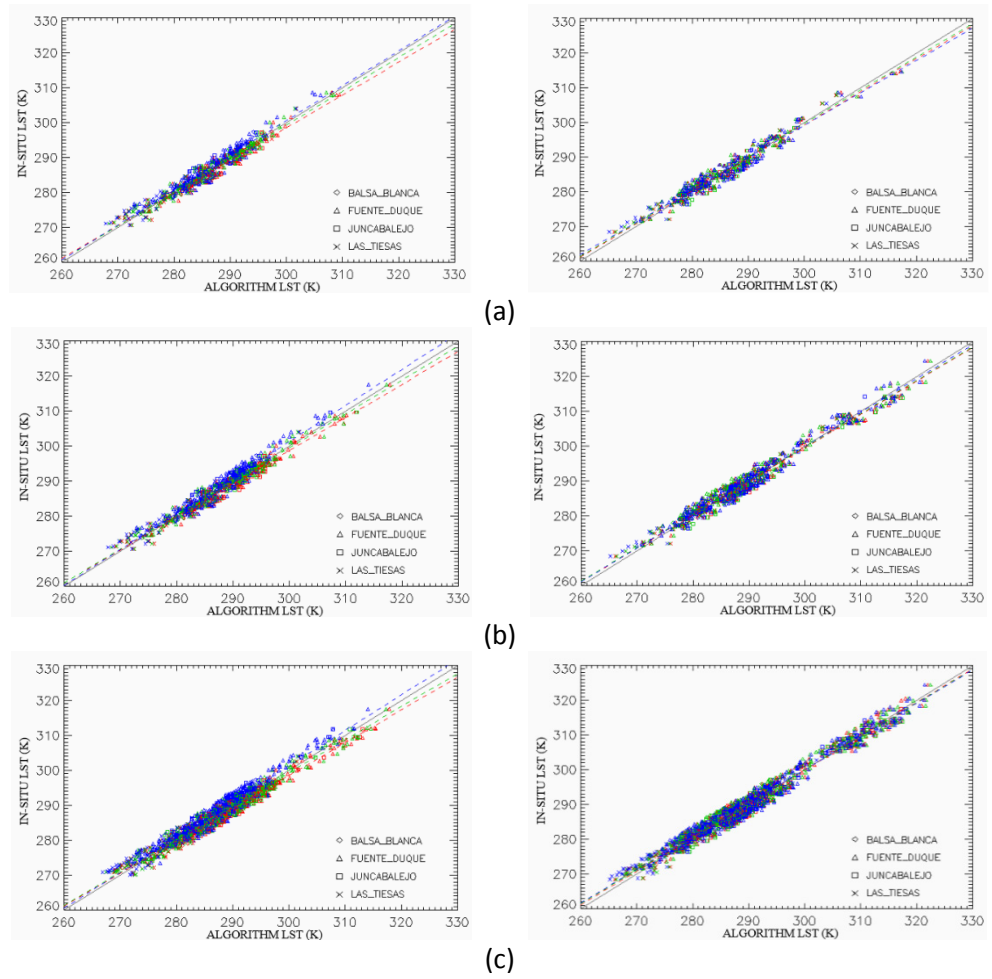 330
320
310
300
290
280
270
260
IN-SITU LST (K)
BALSA_BLANCA
FUENTE_DUQUE
JUNCABALEJO
LAS_TIESAS
260 270 280 290 300 310 320 330
ALGORITHM LST (K)
330
320
310
300
290
280
270
260
IN-SITU LST (K)
BALSA_BLANCA
FUENTE_DUQUE
JUNCABALEJO
LAS_TIESAS
260 270 280 290 300 310 320 330
ALGORITHM LST (K)
(a)
330
320
310
300
290
280
270
260
IN-SITU LST (K)
BALSA_BLANCA
FUENTE_DUQUE
JUNCABALEJO
LAS_TIESAS
260 270 280 290 300 310 320 330
ALGORITHM LST (K)
330
320
310
300
290
280
270
260
IN-SITU LST (K)
BALSA_BLANCA
FUENTE_DUQUE
JUNCABALEJO
LAS_TIESAS
260 270 280 290 300 310 320 330
ALGORITHM LST (K)
(b)
330
320
310
300
290
280
270
260
IN-SITU LST (K)
BALSA_BLANCA
FUENTE_DUQUE
JUNCABALEJO
LAS_TIESAS
260 270 280 290 300 310 320 330
ALGORITHM LST (K)
330
320
310
300
290
280
270
260
IN-SITU LST (K)
BALSA_BLANCA
FUENTE_DUQUE
JUNCABALEJO
LAS_TIESAS
260 270 280 290 300 310 320 330
ALGORITHM LST (K)
(c)